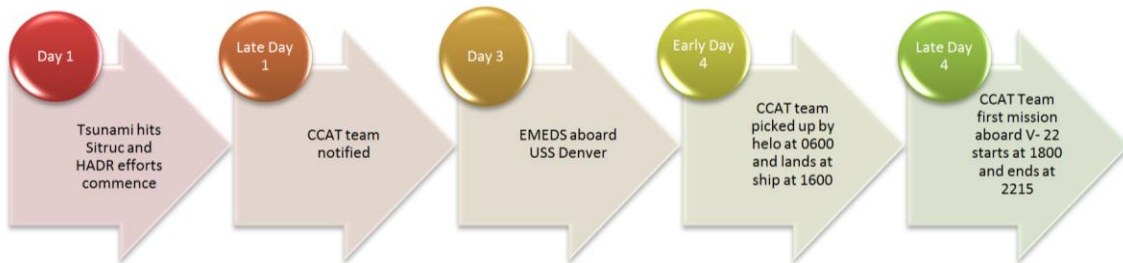 Day 1
Tsunami hits
Sitruc and
HADR efforts
commence
Late Day
1
CCAT team
notified
Day 3
EMEDS aboard
USS Denver
Early Day
4
CCAT team
picked up by
helo at 0600
and lands at
ship at 1600
Late Day
4
CCAT Team
first mission
aboard V- 22
starts at 1800
and ends at
2215